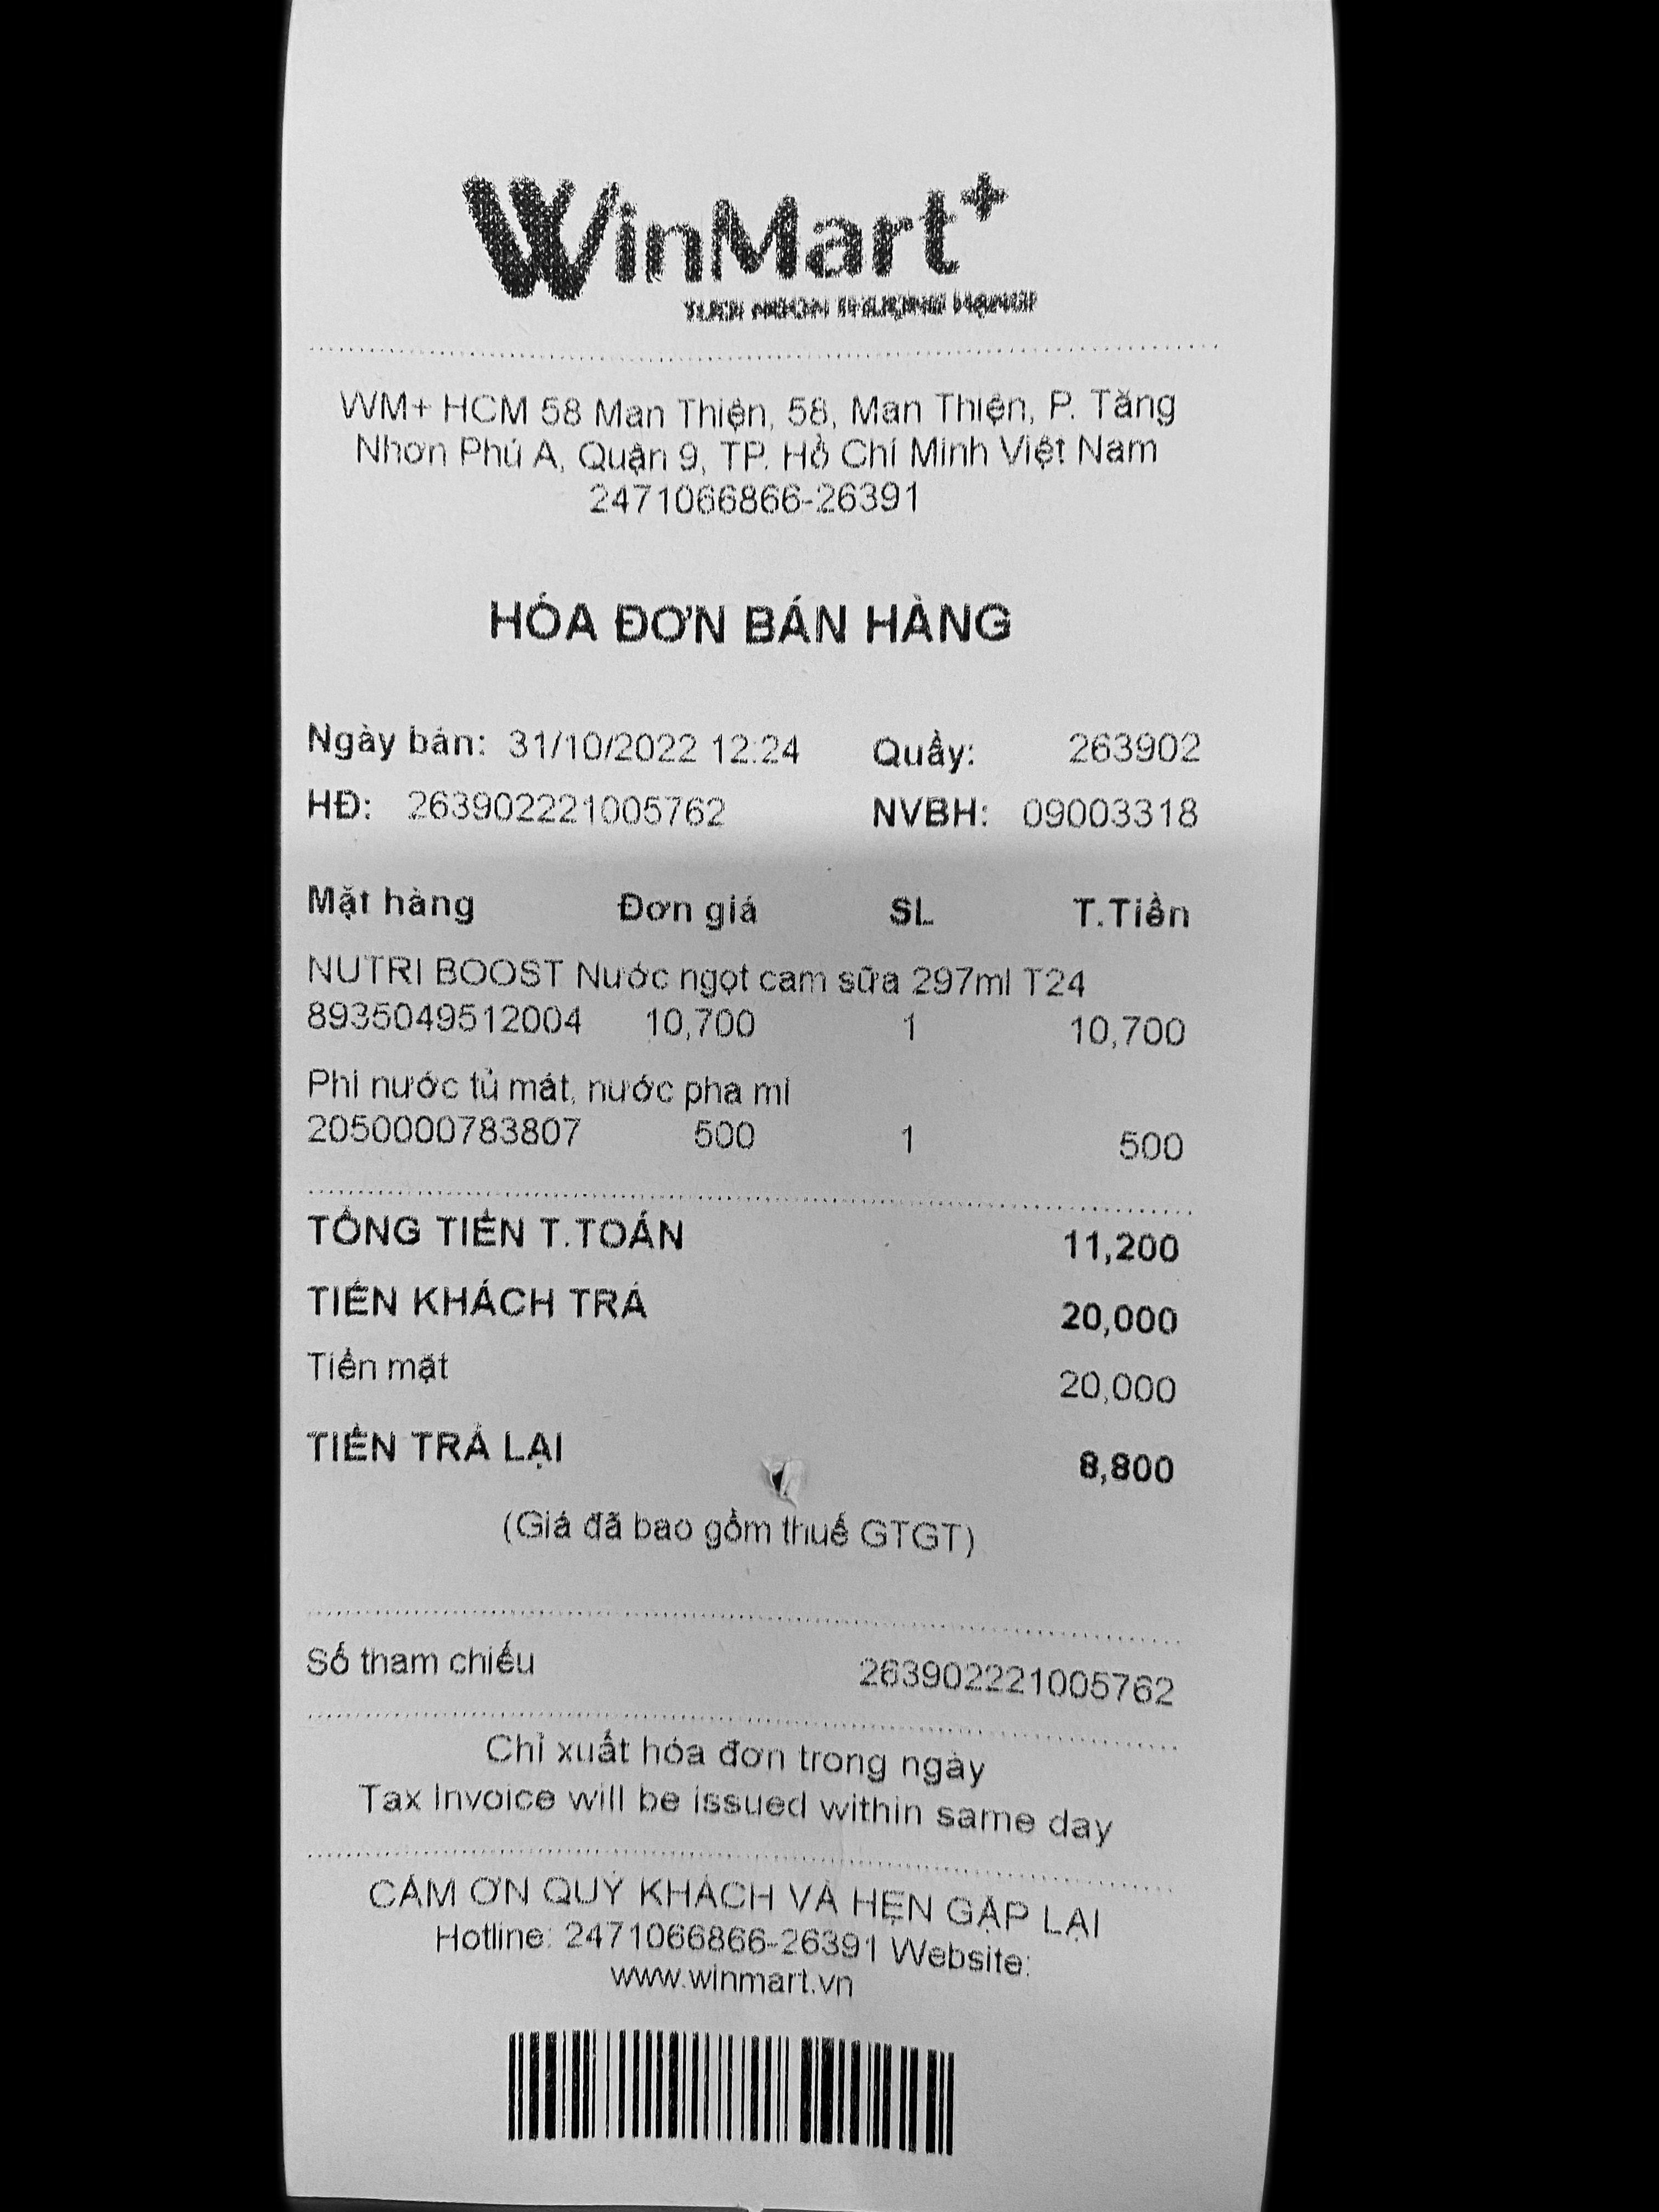 WinMart+
TƯƠI NGON THƯỢNG HẠNG!
WM+ HCM 58 Man Thiện, 58, Man Thiện, P. Tăng
Nhơn Phú A, Quận 9, TP. Hồ Chí Minh Việt Nam
2471066866-26391
HÓA ĐƠN BÁN HÀNG
Ngày bán: 31/10/2022 12:24 Quầy: 263902
HĐ: 263902221005762 NVBH: 09003318
Mặt hàng Đơn giá SL T.Tiền
NUTRI BOOST Nước ngọt cam sữa 297ml T24
8935049512004 10,700 1 10,700
Phí nước tủ mát, nước pha mì
2050000783807 500 1 500
TỔNG TIỀN T.TOÁN 11,200
TIỀN KHÁCH TRẢ 20,000
Tiền mặt 20,000
TIỀN TRẢ LẠI 8,800
(Giá đã bao gồm thuế GTGT)
Số tham chiếu 263902221005762
Chỉ xuất hóa đơn trong ngày
Tax Invoice will be issued within same day
CẢM ƠN QUÝ KHÁCH VÀ HẸN GẶP LẠI
Hotline: 2471066866-26391 Website:
www.winmart.vn